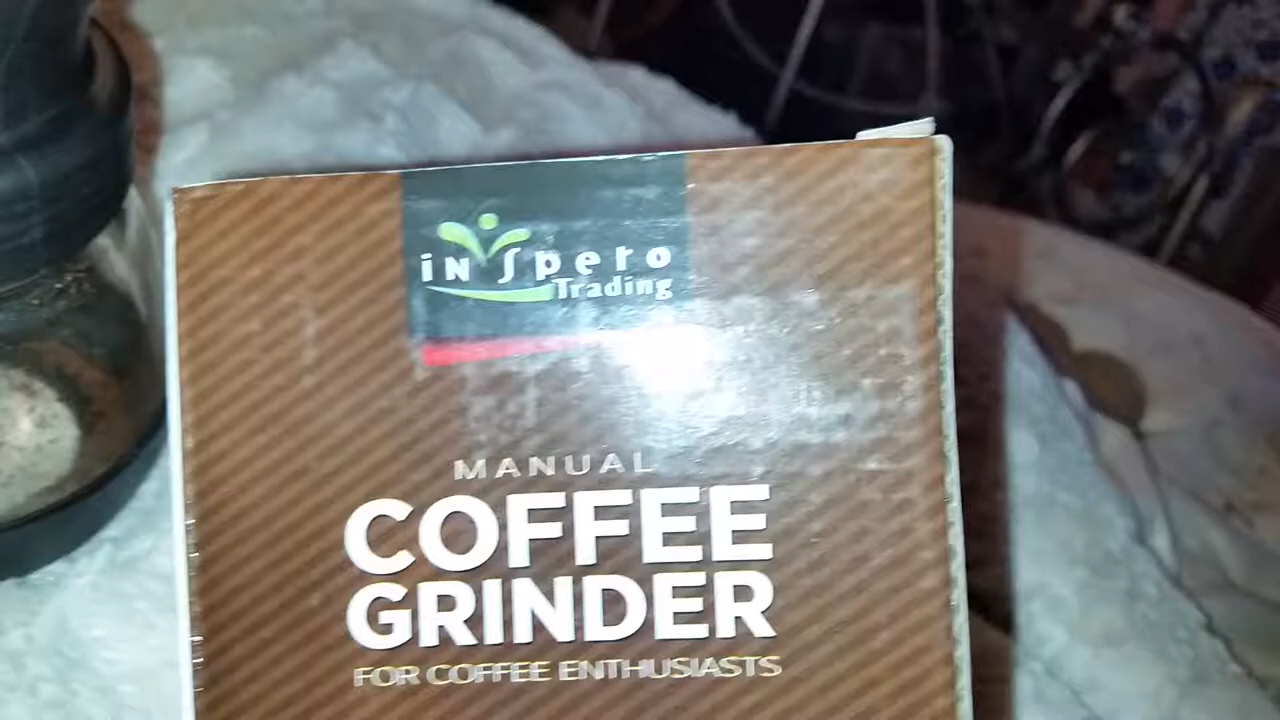 iN Spero
Trading
MANUAL
COFFEE
GRINDER
FOR COFFEE ENTHUSIASTS